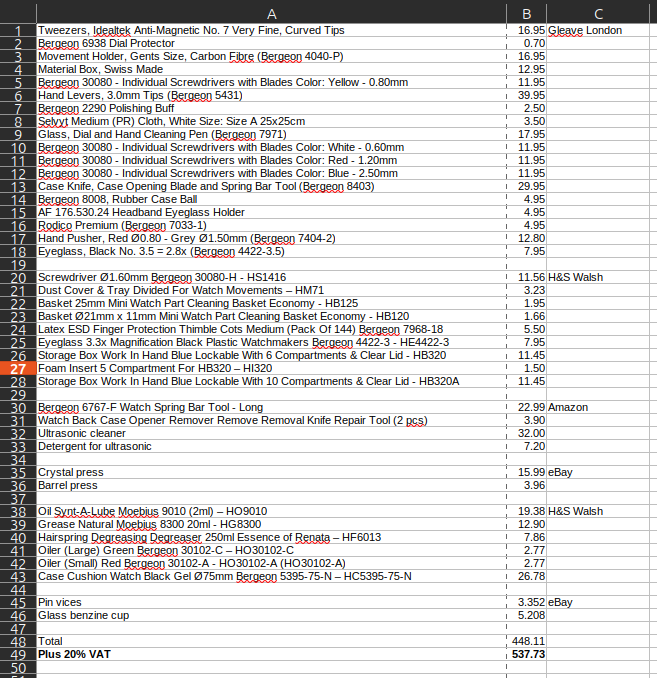 A B C
1 Tweezers, Idealtek Anti-Magnetic No. 7 Very Fine, Curved Tips 16.95 Gleave London
2 Bergeon 6938 Dial Protector 0.70
3 Movement Holder, Gents Size, Carbon Fibre (Bergeon 4040-P) 16.95
4 Material Box, Swiss Made 12.95
5 Bergeon 30080 - Individual Screwdrivers with Blades Color: Yellow - 0.80mm 11.95
6 Hand Levers, 3.0mm Tips (Bergeon 5431) 39.95
7 Bergeon 2290 Polishing Buff 2.50
8 Selvyt Medium (PR) Cloth, White Size: Size A 25x25cm 3.50
9 Glass, Dial and Hand Cleaning Pen (Bergeon 7971) 17.95
10 Bergeon 30080 - Individual Screwdrivers with Blades Color: White - 0.60mm 11.95
11 Bergeon 30080 - Individual Screwdrivers with Blades Color: Red - 1.20mm 11.95
12 Bergeon 30080 - Individual Screwdrivers with Blades Color: Blue - 2.50mm 11.95
13 Case Knife, Case Opening Blade and Spring Bar Tool (Bergeon 8403) 29.95
14 Bergeon 8008, Rubber Case Ball 4.95
15 AF 176.530.24 Headband Eyeglass Holder 4.95
16 Rodico Premium (Bergeon 7033-1) 4.95
17 Hand Pusher, Red Ø0.80 - Grey Ø1.50mm (Bergeon 7404-2) 12.80
18 Eyeglass, Black No. 3.5 = 2.8x (Bergeon 4422-3.5) 7.95
19
20 Screwdriver Ø1.60mm Bergeon 30080-H - HS1416 11.56 H&S Walsh
21 Dust Cover & Tray Divided For Watch Movements – HM71 3.23
22 Basket 25mm Mini Watch Part Cleaning Basket Economy - HB125 1.95
23 Basket Ø21mm x 11mm Mini Watch Part Cleaning Basket Economy - HB120 1.66
24 Latex ESD Finger Protection Thimble Cots Medium (Pack Of 144) Bergeon 7968-18 5.50
25 Eyeglass 3.3x Magnification Black Plastic Watchmakers Bergeon 4422-3 - HE4422-3 7.95
26 Storage Box Work In Hand Blue Lockable With 6 Compartments & Clear Lid - HB320 11.45
27 Foam Insert 5 Compartment For HB320 – HI320 1.50
28 Storage Box Work In Hand Blue Lockable With 10 Compartments & Clear Lid - HB320A 11.45
29
30 Bergeon 6767-F Watch Spring Bar Tool - Long 22.99 Amazon
31 Watch Back Case Opener Remover Remove Removal Knife Repair Tool (2 pcs) 3.90
32 Ultrasonic cleaner 32.00
33 Detergent for ultrasonic 7.20
34
35 Crystal press 15.99 eBay
36 Barrel press 3.96
37
38 Oil Synt-A-Lube Moebius 9010 (2ml) – HO9010 19.38 H&S Walsh
39 Grease Natural Moebius 8300 20ml - HG8300 12.90
40 Hairspring Degreasing Degreaser 250ml Essence of Renata – HF6013 7.86
41 Oiler (Large) Green Bergeon 30102-C – HO30102-C 2.77
42 Oiler (Small) Red Bergeon 30102-A - HO30102-A (HO30102-A) 2.77
43 Case Cushion Watch Black Gel Ø75mm Bergeon 5395-75-N – HC5395-75-N 26.78
44
45 Pin vices 3.352 eBay
46 Glass benzine cup 5.208
47
48 Total 448.11
49 Plus 20% VAT 537.73
50